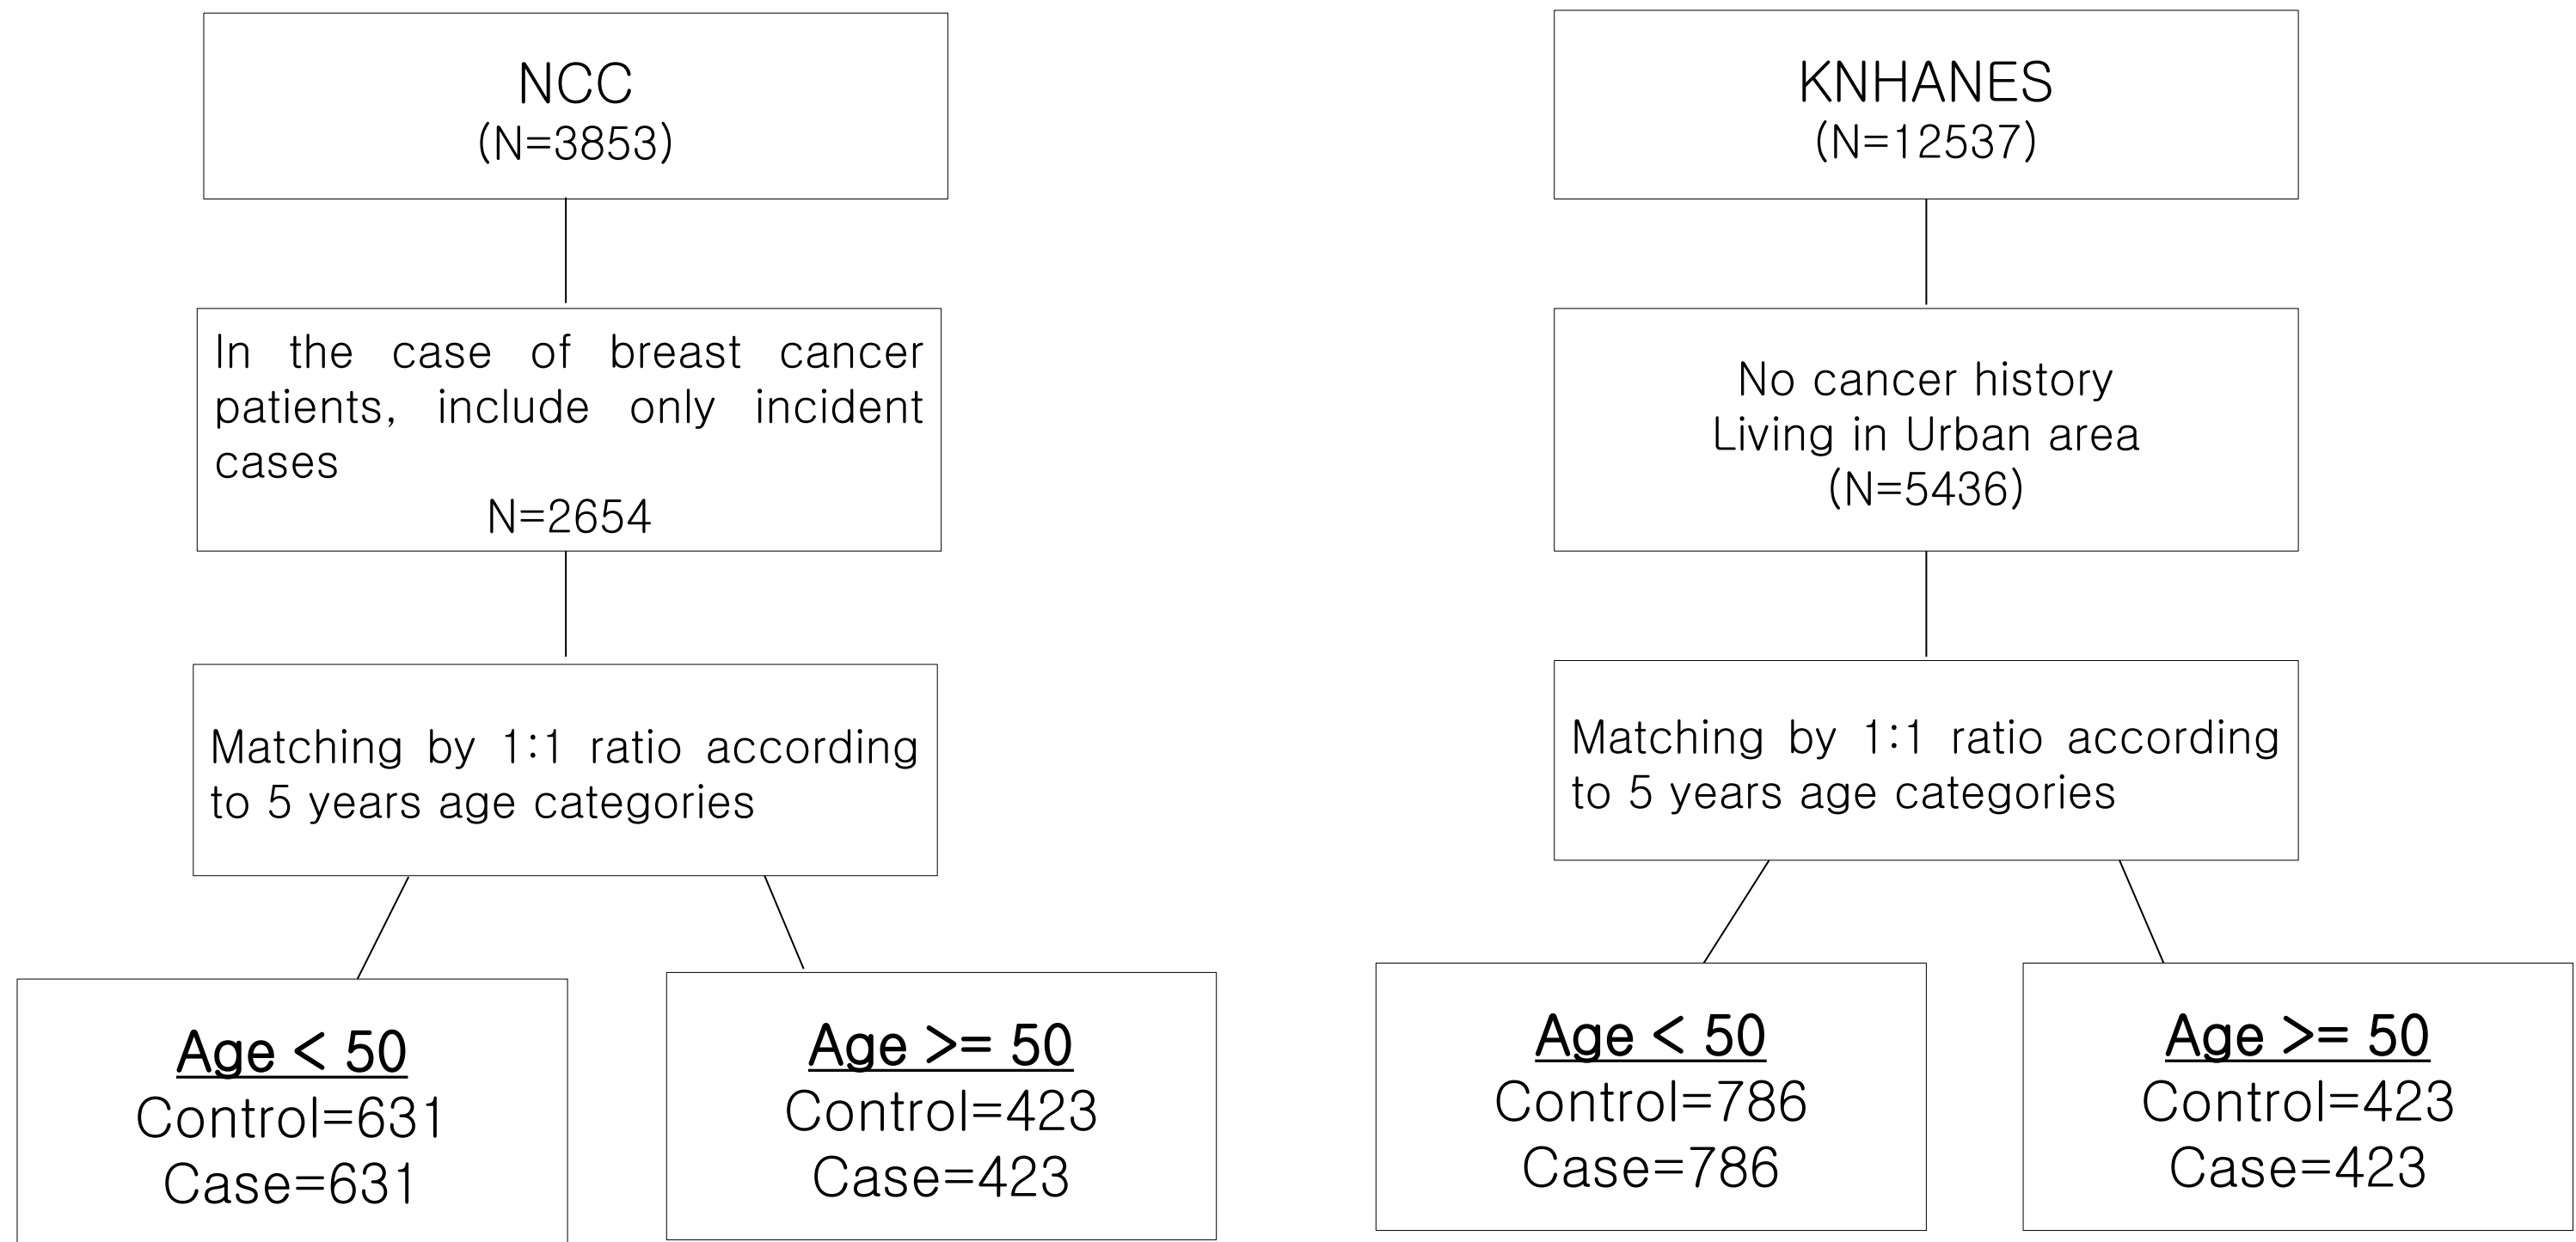 NCC
(N=3853)
In the case of breast cancer
patients, include only incident
cases
N=2654
Matching by 1:1 ratio according
to 5 years age categories
Age < 50
Control=631
Case=631
Age >= 50
Control=423
Case=423
KNHANES
(N=12537)
No cancer history
Living in Urban area
(N=5436)
Matching by 1:1 ratio according
to 5 years age categories
Age < 50
Control=786
Case=786
Age >= 50
Control=423
Case=423